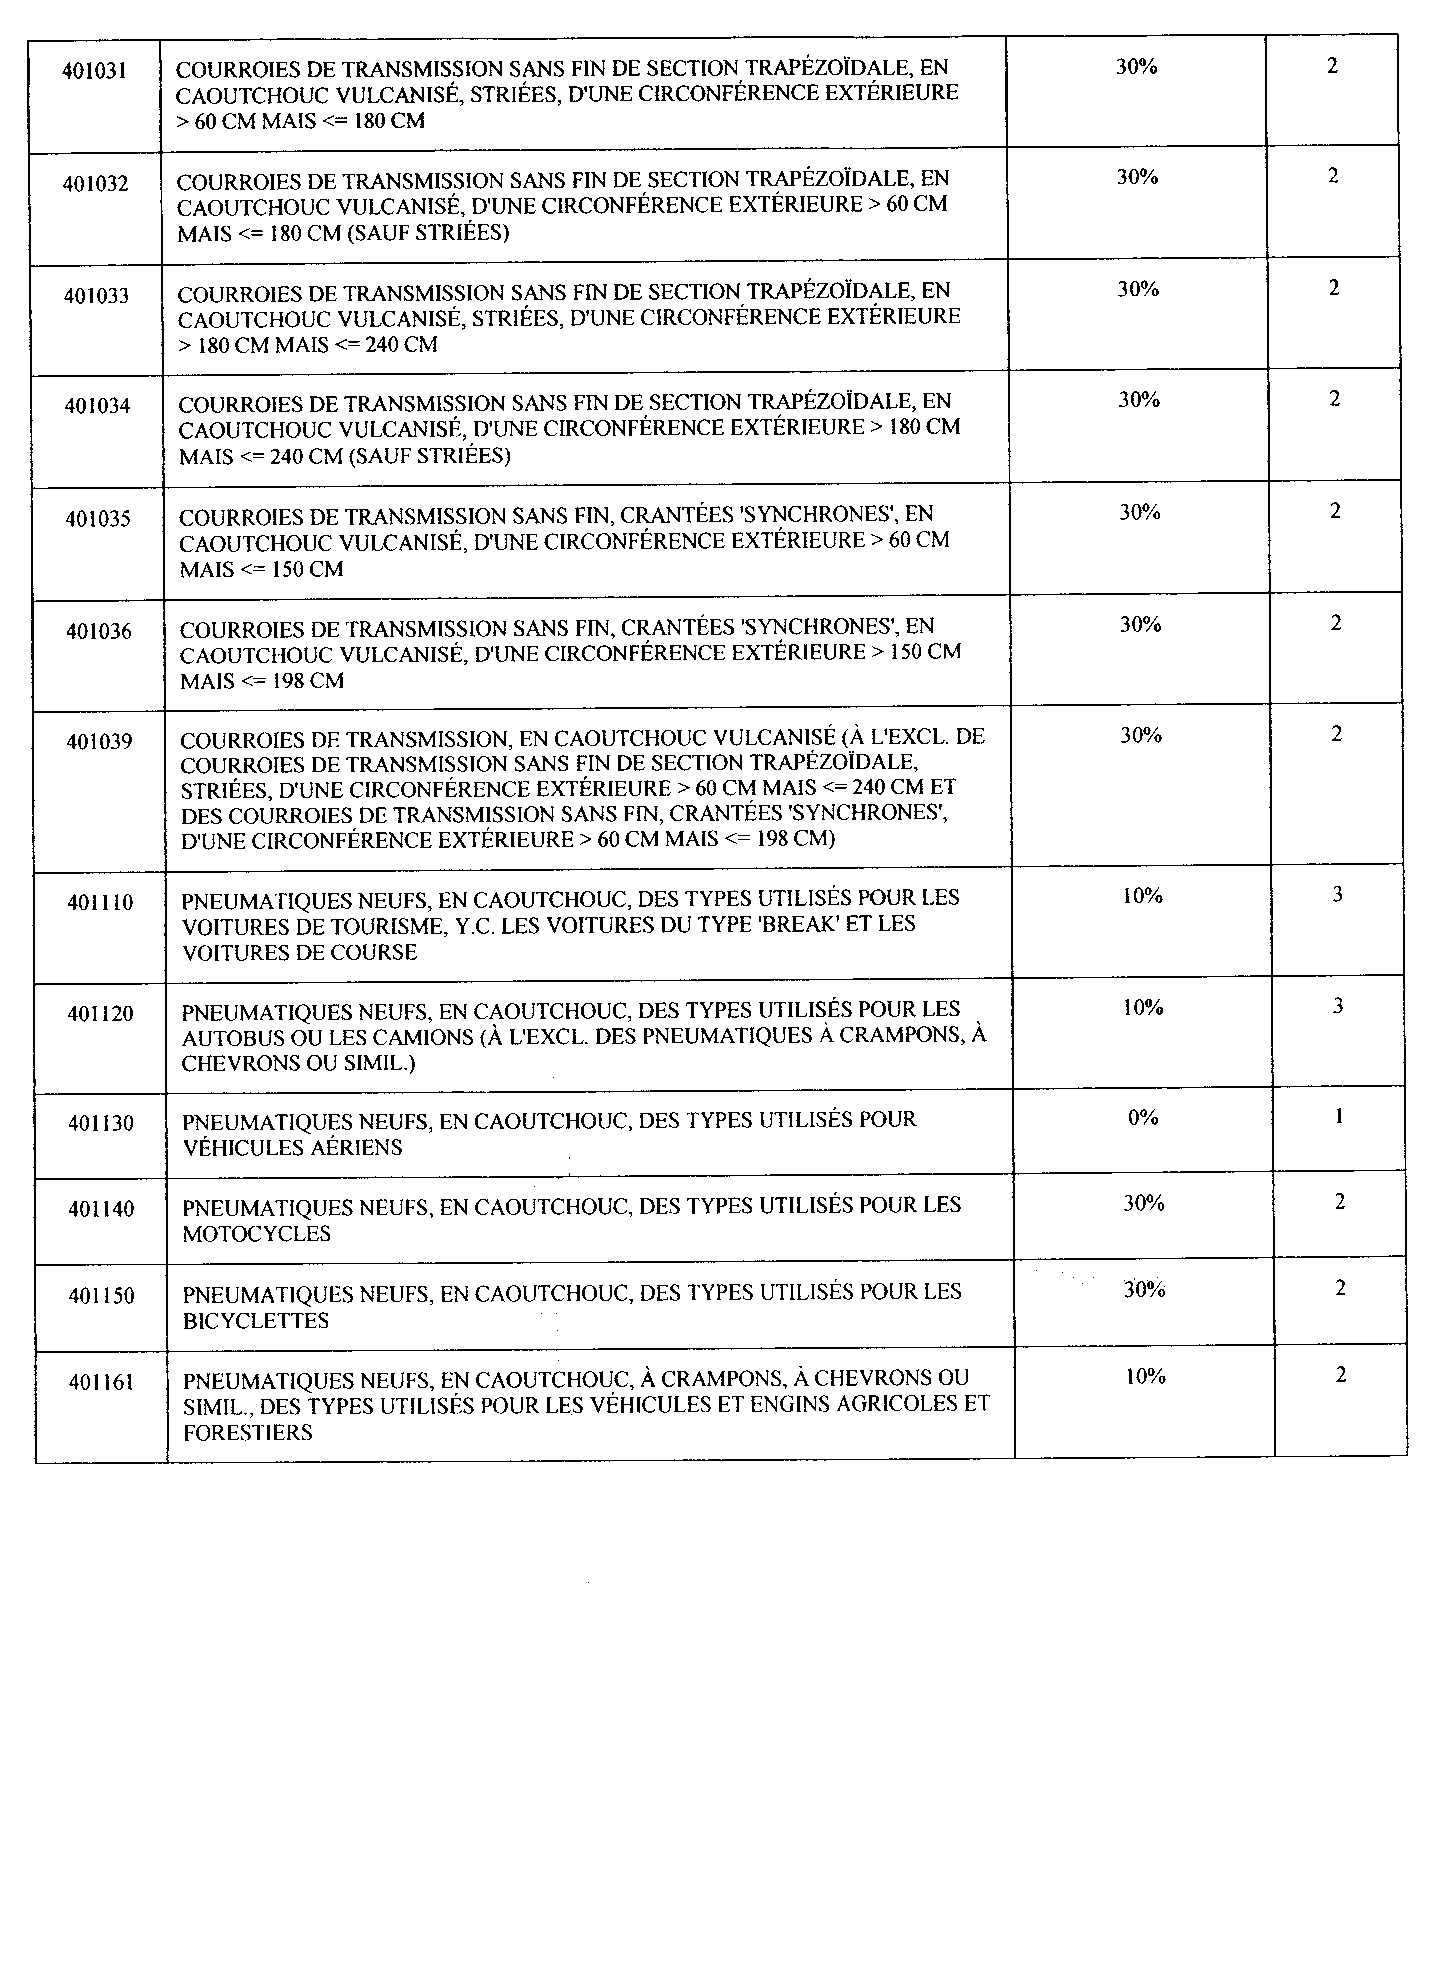 401031 COURROIES DE TRANSMISSION SANS FIN DE SECTION TRAPÉZOÏDALE, EN 30% 2
CAOUTCHOUC VULCANISÉ, STRIÉES, D'UNE CIRCONFÉRENCE EXTÉRIEURE
> 60 CM MAIS <= 180 CM
401032 COURROIES DE TRANSMISSION SANS FIN DE SECTION TRAPÉZOÏDALE, EN 30% 2
CAOUTCHOUC VULCANISÉ, D'UNE CIRCONFÉRENCE EXTÉRIEURE > 60 CM
MAIS <= 180 CM (SAUF STRIÉES)
401033 COURROIES DE TRANSMISSION SANS FIN DE SECTION TRAPÉZOÏDALE, EN 30% 2
CAOUTCHOUC VULCANISÉ, STRIÉES, D'UNE CIRCONFÉRENCE EXTÉRIEURE
> 180 CM MAIS <= 240 CM
401034 COURROIES DE TRANSMISSION SANS FIN DE SECTION TRAPÉZOÏDALE, EN 30% 2
CAOUTCHOUC VULCANISÉ, D'UNE CIRCONFÉRENCE EXTÉRIEURE > 180 CM
MAIS <= 240 CM (SAUF STRIÉES)
401035 COURROIES DE TRANSMISSION SANS FIN, CRANTÉES 'SYNCHRONES', EN 30% 2
CAOUTCHOUC VULCANISÉ, D'UNE CIRCONFÉRENCE EXTÉRIEURE > 60 CM
MAIS <= 150 CM
401036 COURROIES DE TRANSMISSION SANS FIN, CRANTÉES 'SYNCHRONES', EN 30% 2
CAOUTCHOUC VULCANISÉ, D'UNE CIRCONFÉRENCE EXTÉRIEURE > 150 CM
MAIS <= 198 CM
401039 COURROIES DE TRANSMISSION, EN CAOUTCHOUC VULCANISÉ (À L'EXCL. DE 30% 2
COURROIES DE TRANSMISSION SANS FIN DE SECTION TRAPÉZOÏDALE,
STRIÉES, D'UNE CIRCONFÉRENCE EXTÉRIEURE > 60 CM MAIS <= 240 CM ET
DES COURROIES DE TRANSMISSION SANS FIN, CRANTÉES 'SYNCHRONES',
D'UNE CIRCONFÉRENCE EXTÉRIEURE > 60 CM MAIS <= 198 CM)
401110 PNEUMATIQUES NEUFS, EN CAOUTCHOUC, DES TYPES UTILISÉS POUR LES 10% 3
VOITURES DE TOURISME, Y.C. LES VOITURES DU TYPE 'BREAK' ET LES
VOITURES DE COURSE
401120 PNEUMATIQUES NEUFS, EN CAOUTCHOUC, DES TYPES UTILISÉS POUR LES 10% 3
AUTOBUS OU LES CAMIONS (À L'EXCL. DES PNEUMATIQUES À CRAMPONS, À
CHEVRONS OU SIMIL.)
401130 PNEUMATIQUES NEUFS, EN CAOUTCHOUC, DES TYPES UTILISÉS POUR 0% 1
VÉHICULES AÉRIENS
401140 PNEUMATIQUES NEUFS, EN CAOUTCHOUC, DES TYPES UTILISÉS POUR LES 30% 2
MOTOCYCLES
401150 PNEUMATIQUES NEUFS, EN CAOUTCHOUC, DES TYPES UTILISÉS POUR LES 30% 2
BICYCLETTES
401161 PNEUMATIQUES NEUFS, EN CAOUTCHOUC, À CRAMPONS, À CHEVRONS OU 10% 2
SIMIL., DES TYPES UTILISÉS POUR LES VÉHICULES ET ENGINS AGRICOLES ET
FORESTIERS